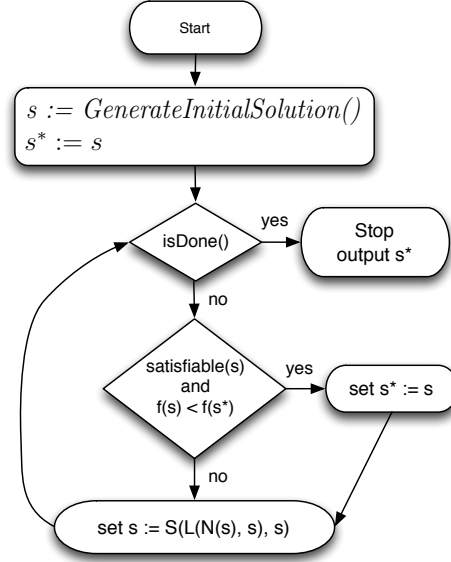 Start
s := GenerateInitialSolution()
s* := s
isDone()
yes
Stop
output s*
no
satisfiable(s)
and
f(s) < f(s*)
yes
set s* := s
no
set s := S(L(N(s), s), s)